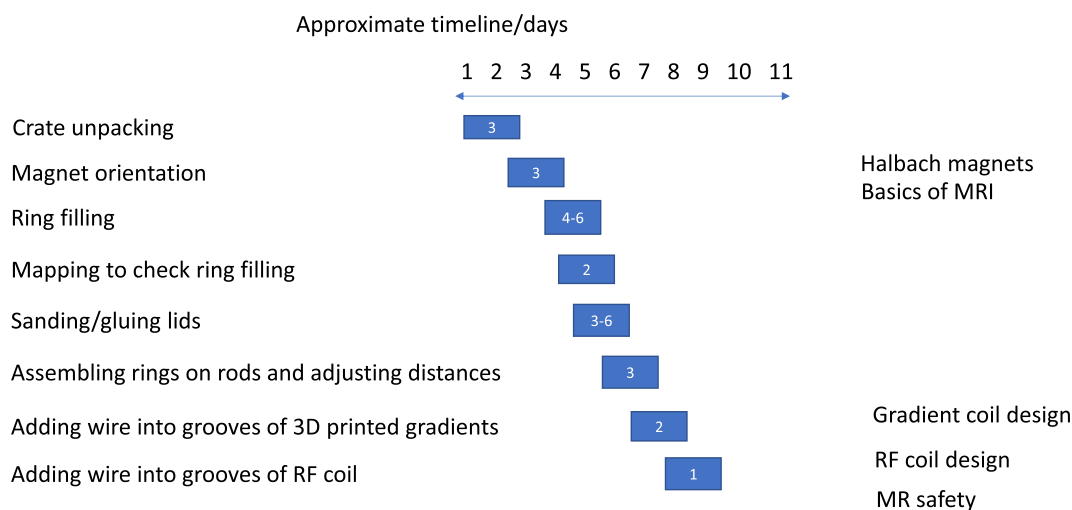 Approximate timeline/days
1 2 3 4 5 6 7 8 9 10 11
Crate unpacking
3
Magnet orientation
3
Halbach magnets
Basics of MRI
Ring filling
4-6
Mapping to check ring filling
2
Sanding/gluing lids
3-6
Assembling rings on rods and adjusting distances
3
Adding wire into grooves of 3D printed gradients
2
Gradient coil design
Adding wire into grooves of RF coil
1
RF coil design
MR safety